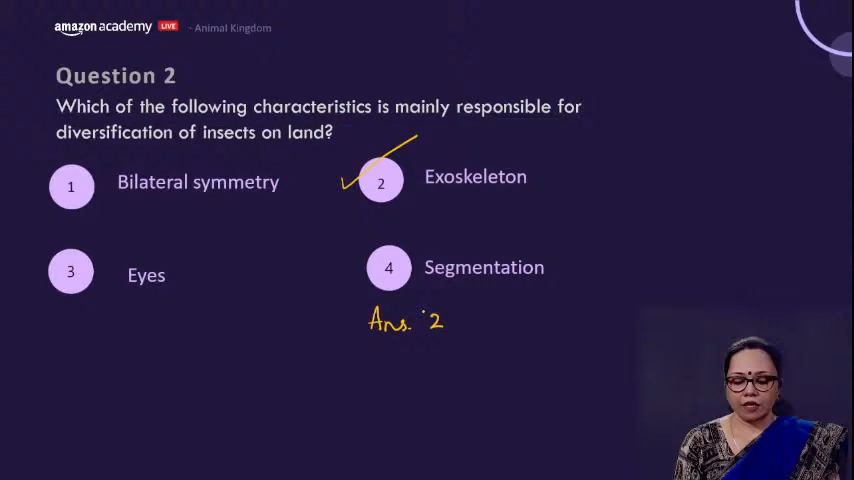 amazon academy LIVE - Animal Kingdom
Question 2
Which of the following characteristics is mainly responsible for
diversification of insects on land?
1 Bilateral symmetry
2 Exoskeleton
3 Eyes
4 Segmentation
Ans. 2